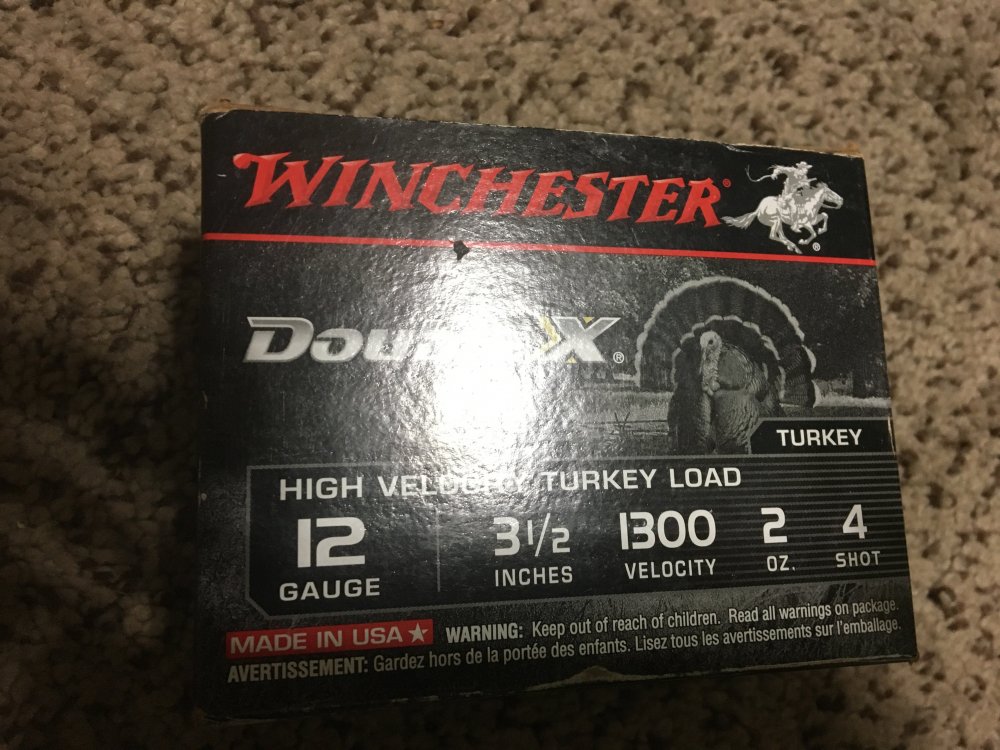 WINCHESTER®
DOU X®
TURKEY
HIGH VELOCITY TURKEY LOAD
12 3 1/2 1300 2 4
GAUGE INCHES VELOCITY OZ. SHOT
MADE IN USA ★ WARNING: Keep out of reach of children. Read all warnings on package.
AVERTISSEMENT: Gardez hors de la portée des enfants. Lisez tous les avertissements sur l'emballage.